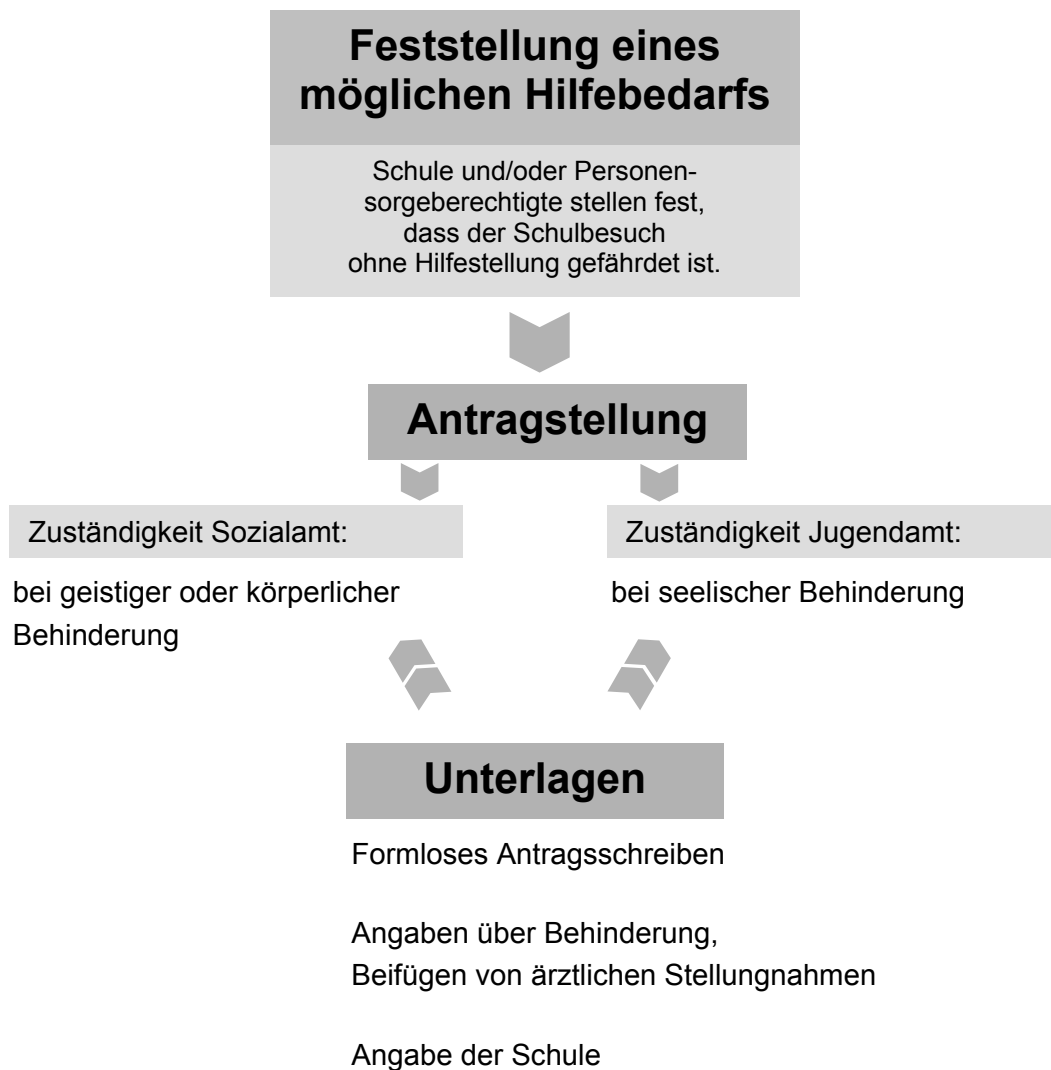 Feststellung eines
möglichen Hilfebedarfs
Schule und/oder Personen-
sorgeberechtigte stellen fest,
dass der Schulbesuch
ohne Hilfestellung gefährdet ist.
Antragstellung
Zuständigkeit Sozialamt:
bei geistiger oder körperlicher
Behinderung
Zuständigkeit Jugendamt:
bei seelischer Behinderung
Unterlagen
Formloses Antragsschreiben
Angaben über Behinderung,
Beifügen von ärztlichen Stellungnahmen
Angabe der Schule